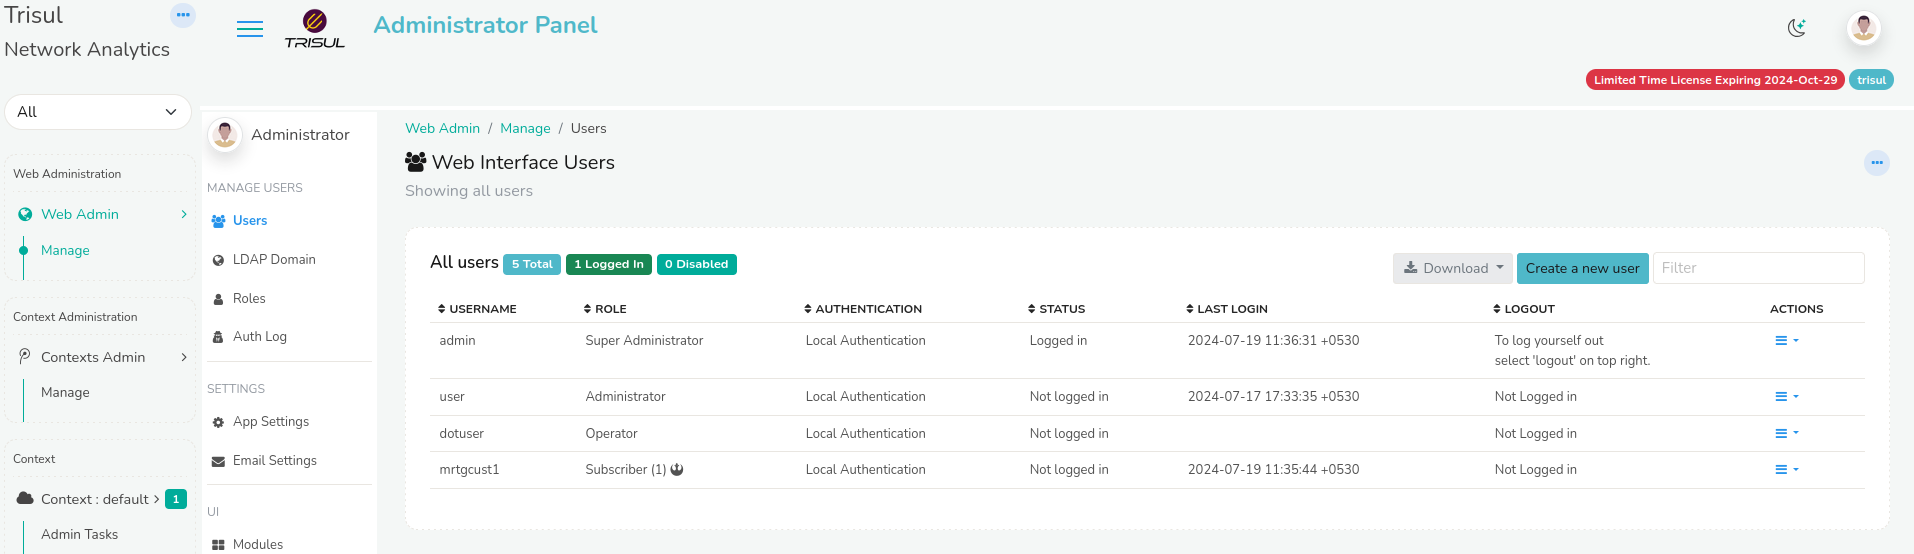 Trisul
Network Analytics
All
Web Administration
Web Admin
Manage
Context Administration
Contexts Admin
Manage
Context
Context : default 1
Admin Tasks
TRISUL
Administrator Panel
Limited Time License Expiring 2024-Oct-29 trisul
Administrator
MANAGE USERS
Users
LDAP Domain
Roles
Auth Log
SETTINGS
App Settings
Email Settings
UI
Modules
Web Admin / Manage / Users
Web Interface Users
Showing all users
All users 5 Total 1 Logged In 0 Disabled
Download Create a new user Filter
USERNAME ROLE AUTHENTICATION STATUS LAST LOGIN LOGOUT ACTIONS
admin Super Administrator Local Authentication Logged in 2024-07-19 11:36:31 +0530 To log yourself out
select 'logout' on top right.
user Administrator Local Authentication Not logged in 2024-07-17 17:33:35 +0530 Not Logged in
dotuser Operator Local Authentication Not logged in Not Logged in
mrtgcust1 Subscriber (1) Local Authentication Not logged in 2024-07-19 11:35:44 +0530 Not Logged in